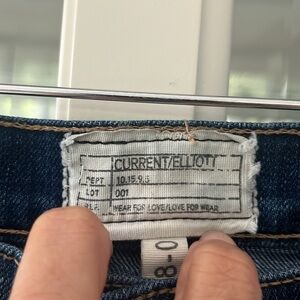 CURRENT/ELLIOTT
DEPT 10.15.9.6
LOT 001
WEAR FOR LOVE/LOVE FOR WEAR